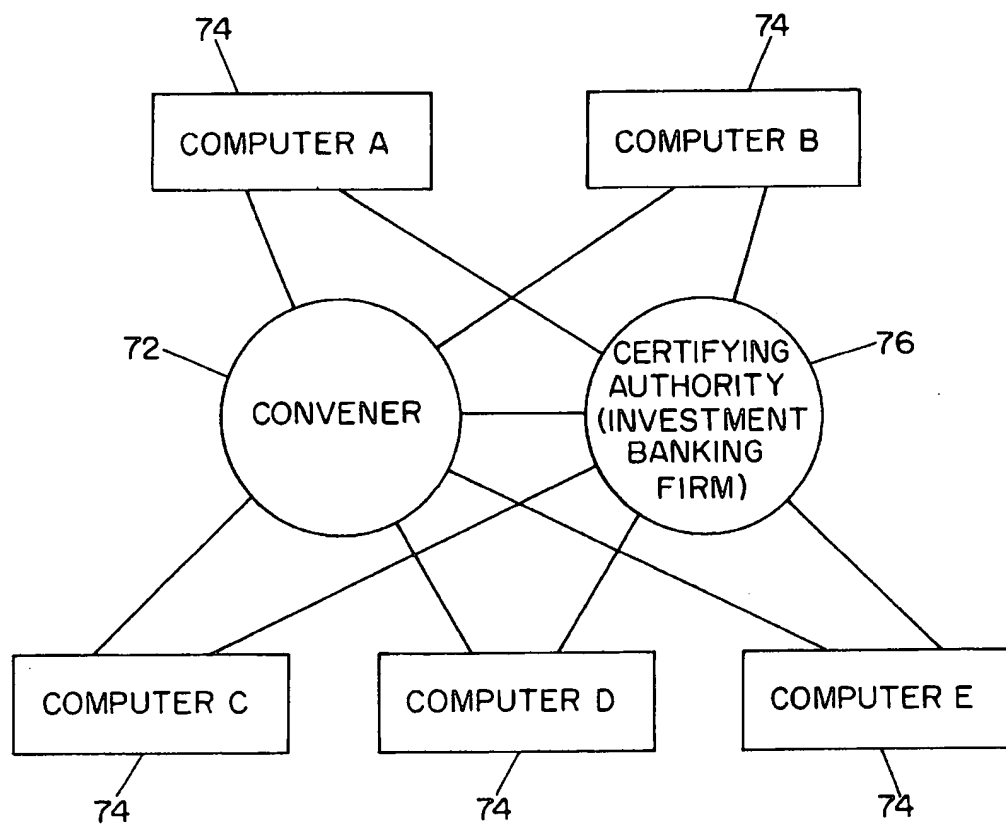 74
74
COMPUTER A
COMPUTER B
72
76
CONVENER
CERTIFYING
AUTHORITY
(INVESTMENT
BANKING
FIRM)
COMPUTER C
COMPUTER D
COMPUTER E
74
74
74